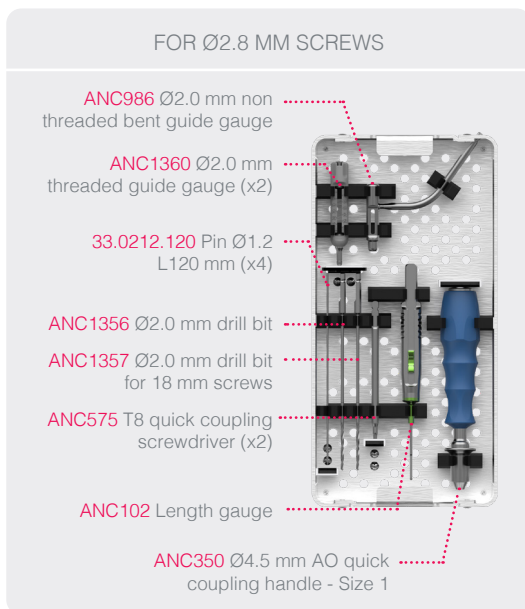 FOR Ø2.8 MM SCREWS
ANC986 Ø2.0 mm non
threaded bent guide gauge
ANC1360 Ø2.0 mm
threaded guide gauge (x2)
33.0212.120 Pin Ø1.2
L120 mm (x4)
ANC1356 Ø2.0 mm drill bit
ANC1357 Ø2.0 mm drill bit
for 18 mm screws
ANC575 T8 quick coupling
screwdriver (x2)
ANC102 Length gauge
ANC350 Ø4.5 mm AO quick
coupling handle - Size 1